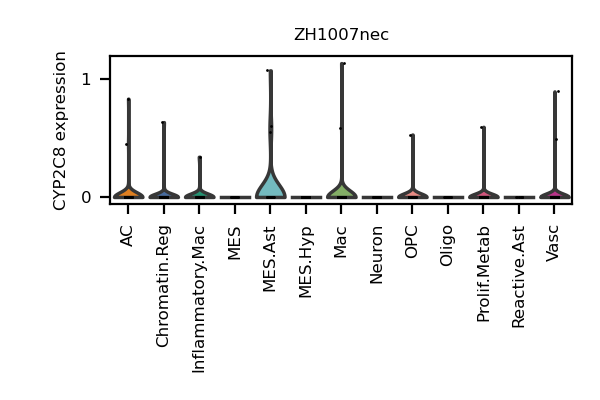 ZH1007nec
CYP2C8 expression
1
0
AC
Chromatin.Reg
Inflammatory.Mac
MES
MES.Ast
MES.Hyp
Mac
Neuron
OPC
Oligo
Prolif.Metab
Reactive.Ast
Vasc